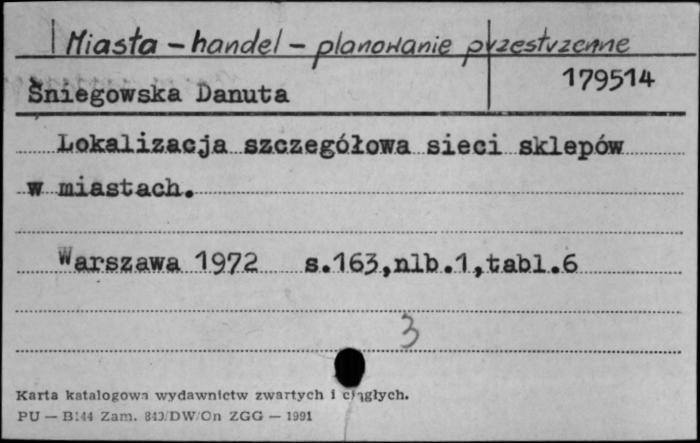 Miasta - handel - planowanie przestrzenne
179514
Śniegowska Danuta
Lokalizacja szczegółowa sieci sklepów
w miastach.
Warszawa 1972 s.163,nlb.1,tabl.6
3
Karta katalogowa wydawnictw zwartych i ciągłych.
PU — B144 Zam. 840/DW/On ZGG — 1991